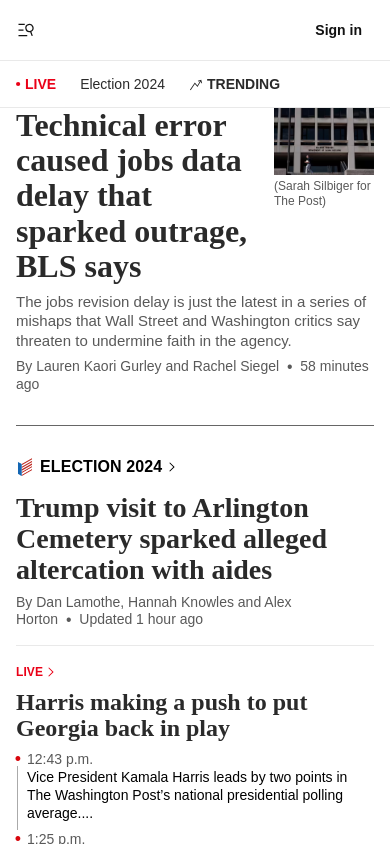 Sign in
• LIVE Election 2024 TRENDING
Technical error
caused jobs data
delay that
sparked outrage,
BLS says
(Sarah Silbiger for
The Post)
The jobs revision delay is just the latest in a series of
mishaps that Wall Street and Washington critics say
threaten to undermine faith in the agency.
By Lauren Kaori Gurley and Rachel Siegel • 58 minutes
ago
ELECTION 2024
Trump visit to Arlington
Cemetery sparked alleged
altercation with aides
By Dan Lamothe, Hannah Knowles and Alex
Horton • Updated 1 hour ago
LIVE
Harris making a push to put
Georgia back in play
12:43 p.m.
Vice President Kamala Harris leads by two points in
The Washington Post’s national presidential polling
average....
1:25 p.m.